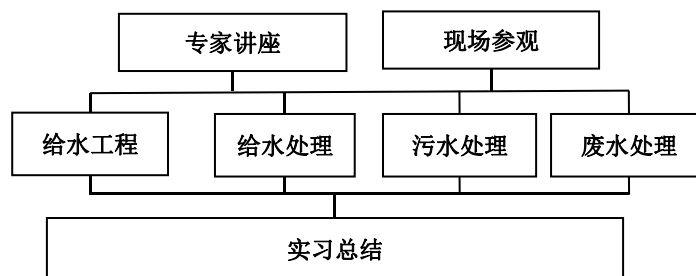 专家讲座
现场参观
给水工程
给水处理
污水处理
废水处理
实习总结